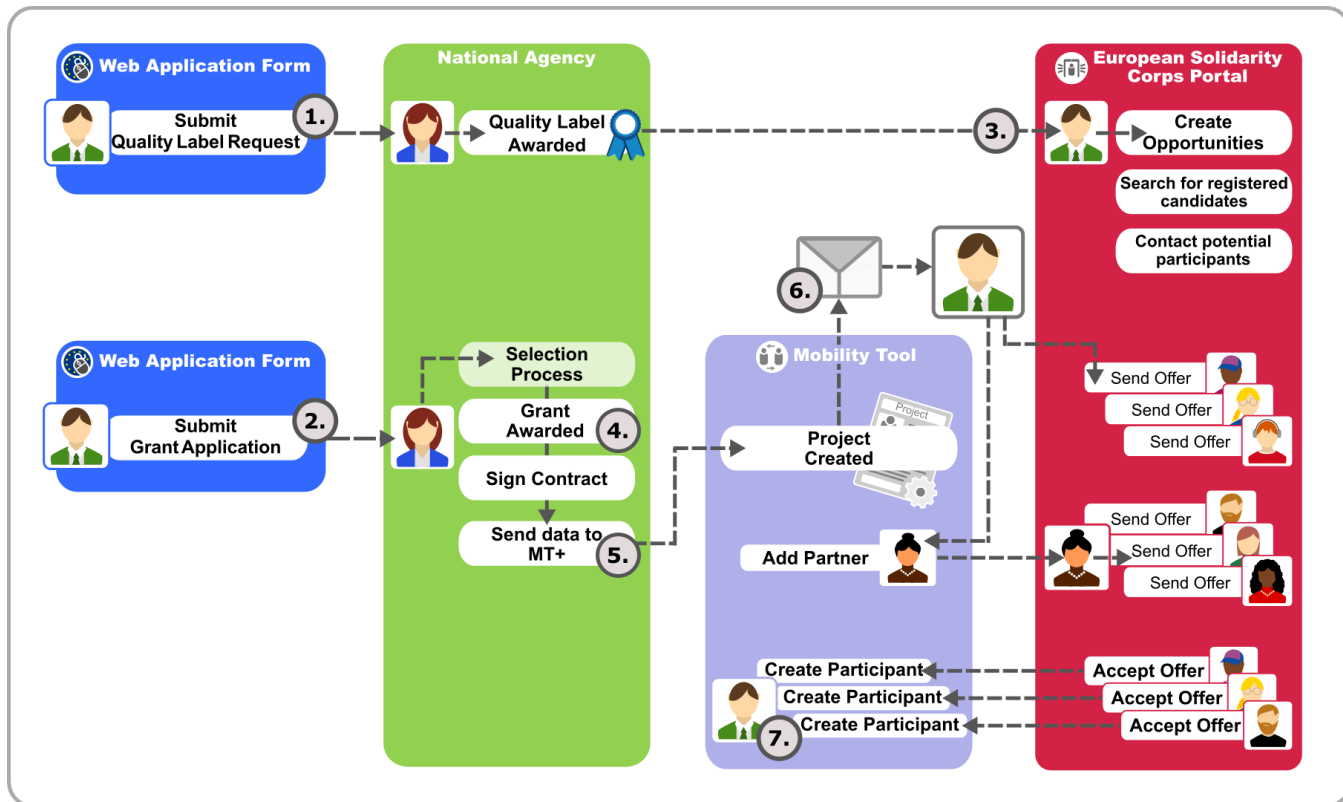 Web Application Form
1.
Submit
Quality Label Request
National Agency
Quality Label
Awarded
European Solidarity
Corps Portal
3.
Create
Opportunities
Search for registered
candidates
Contact potential
participants
6.
Web Application Form
2.
Submit
Grant Application
Selection
Process
Grant
Awarded
4.
Sign Contract
Send data to
MT+
5.
Mobility Tool
Project
Project
Created
Add Partner
Send Offer
Send Offer
Send Offer
Send Offer
Send Offer
Send Offer
Create Participant
Create Participant
Create Participant
7.
Accept Offer
Accept Offer
Accept Offer